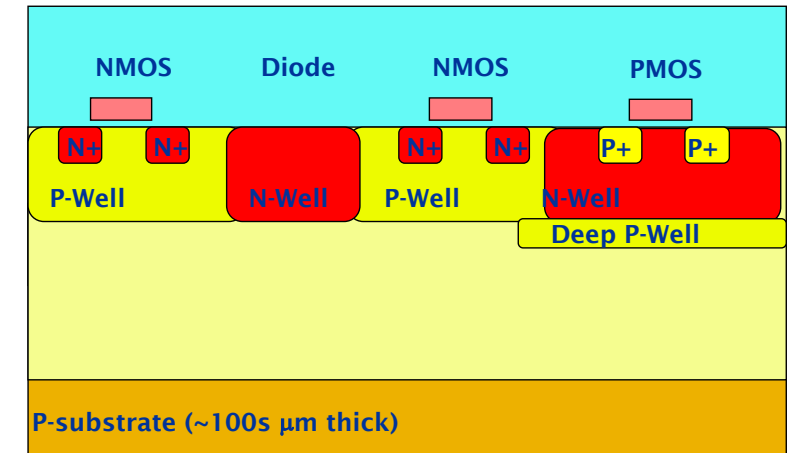 NMOS Diode NMOS PMOS
N+ N+ N+ N+ P+ P+
P-Well N-Well P-Well N-Well
Deep P-Well
P-substrate (~100s μm thick)